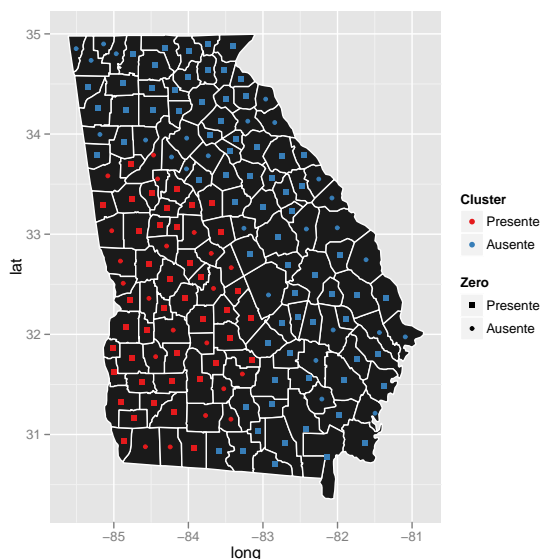 35
34
33
32
31
lat
−85
−84
−83
−82
−81
long
Cluster
Presente
Ausente
Zero
Presente
Ausente